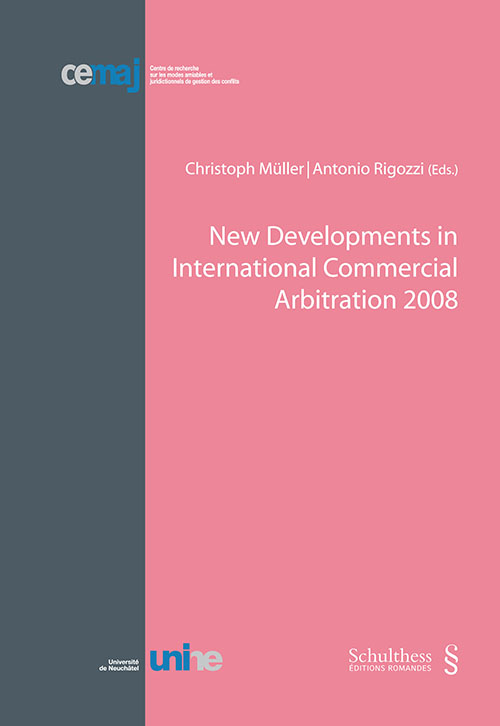 cemaj
Centre de recherche
sur les modes amiables et
juridictionnels de gestion des conflits
Christoph Müller|Antonio Rigozzi (Eds.)
New Developments in
International Commercial
Arbitration 2008
Université
de Neuchâtel
unine
Schulthess §
ÉDITIONS ROMANDES